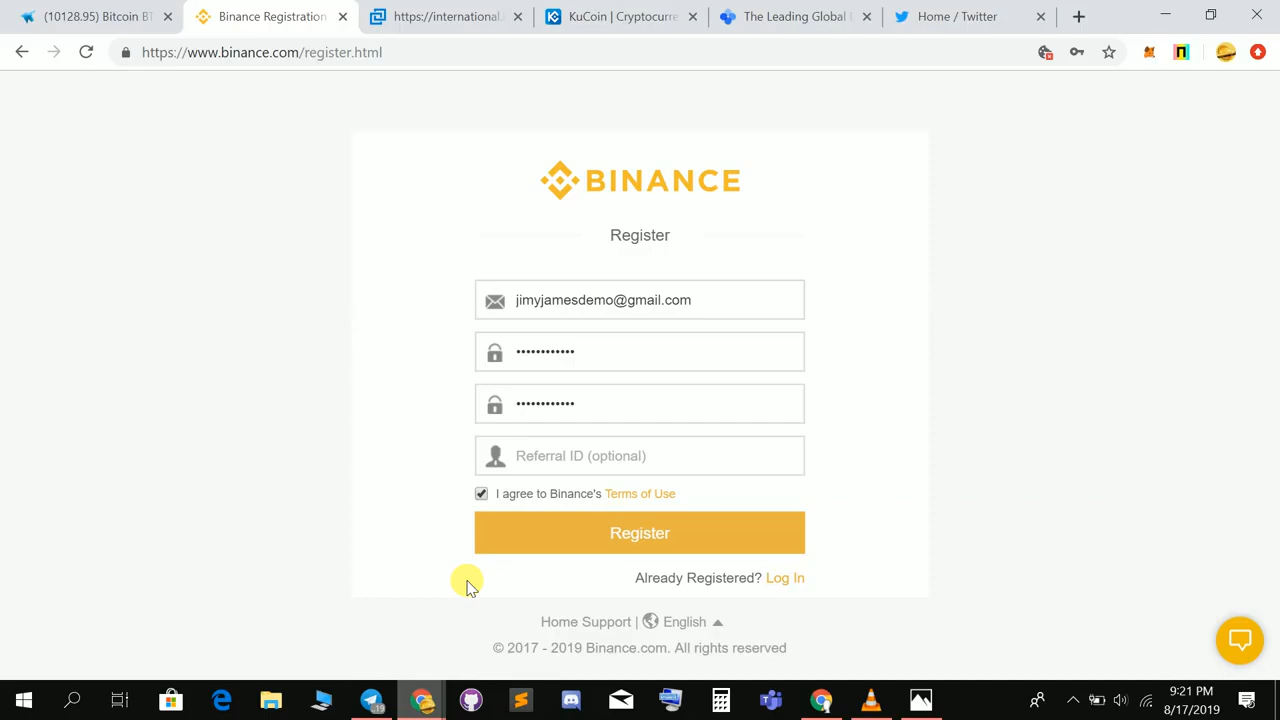 (10128.95) Bitcoin BT
Binance Registration
https://international.
KuCoin | Cryptocurre
The Leading Global
Home / Twitter
https://www.binance.com/register.html
BINANCE
Register
jimyjamesdemo@gmail.com
••••••••••••
••••••••••••
Referral ID (optional)
I agree to Binance's Terms of Use
Register
Already Registered? Log In
Home Support | English
© 2017 - 2019 Binance.com. All rights reserved
19
9:21 PM
8/17/2019